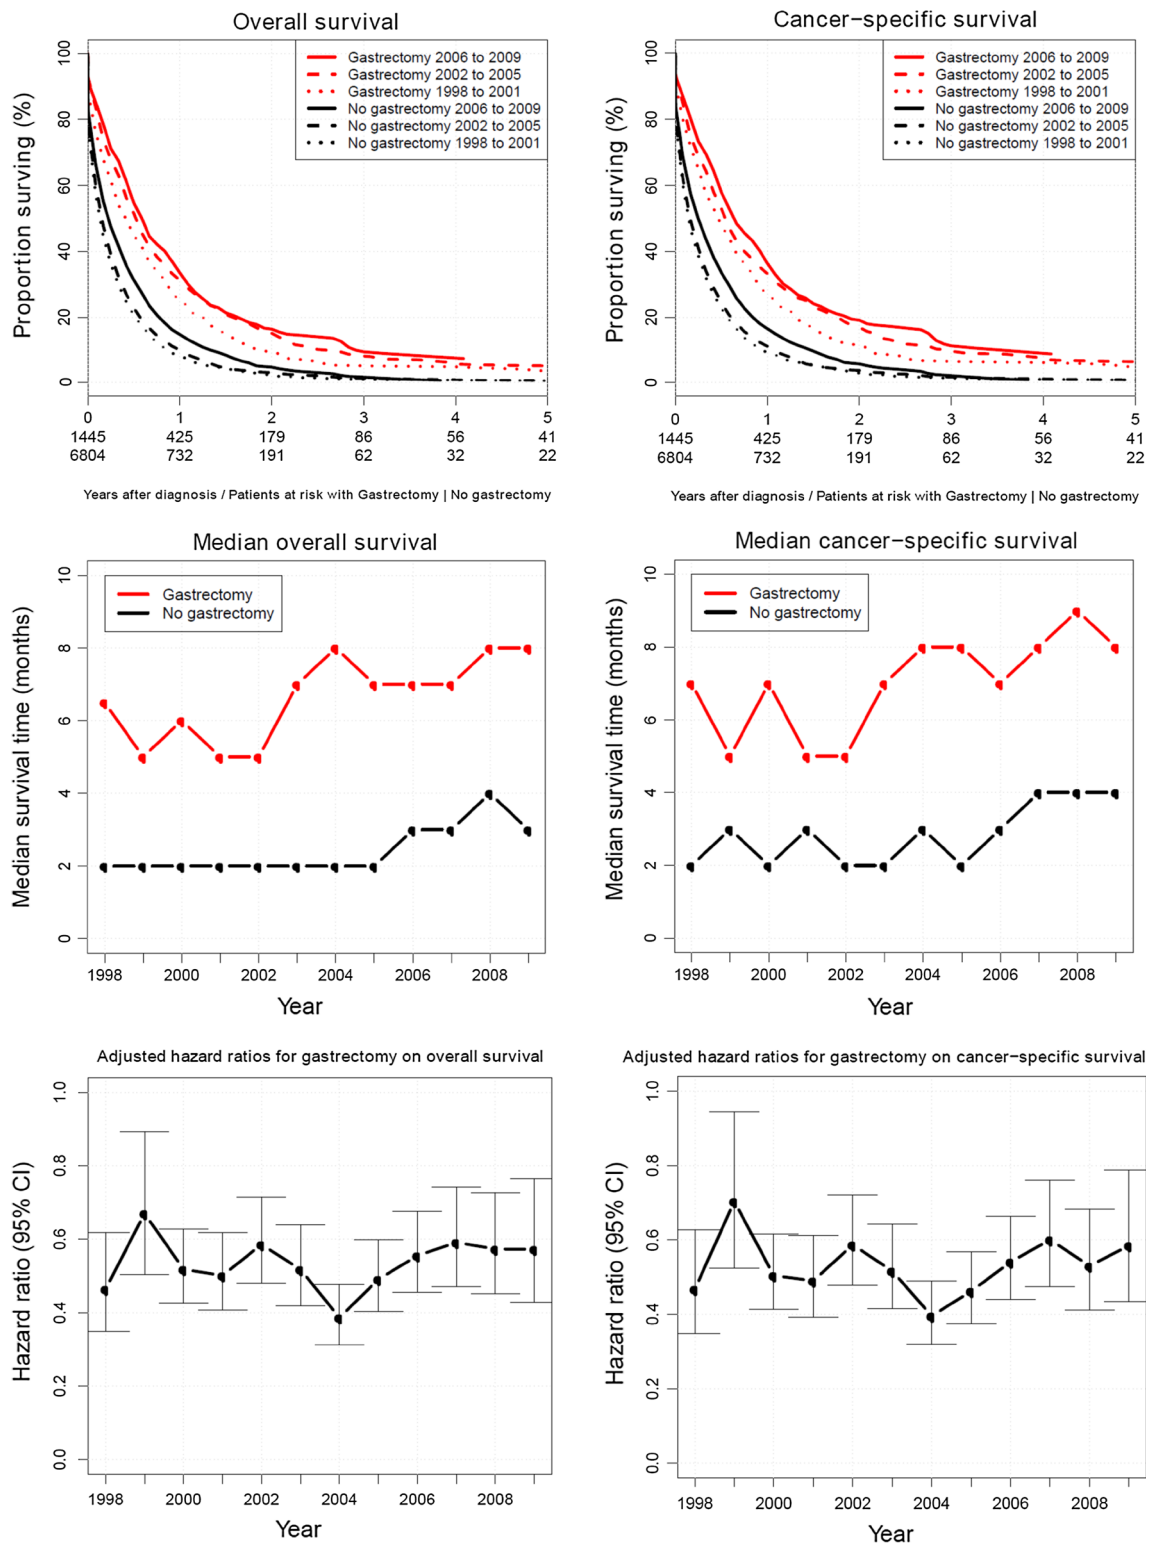 Overall survival
Proportion surving (%)
100
80
60
40
20
0
Gastrectomy 2006 to 2009
Gastrectomy 2002 to 2005
Gastrectomy 1998 to 2001
No gastrectomy 2006 to 2009
No gastrectomy 2002 to 2005
No gastrectomy 1998 to 2001
0 1 2 3 4 5
1445 425 179 86 56 41
6804 732 191 62 32 22
Years after diagnosis / Patients at risk with Gastrectomy | No gastrectomy
Cancer−specific survival
Proportion surving (%)
100
80
60
40
20
0
Gastrectomy 2006 to 2009
Gastrectomy 2002 to 2005
Gastrectomy 1998 to 2001
No gastrectomy 2006 to 2009
No gastrectomy 2002 to 2005
No gastrectomy 1998 to 2001
0 1 2 3 4 5
1445 425 179 86 56 41
6804 732 191 62 32 22
Years after diagnosis / Patients at risk with Gastrectomy | No gastrectomy
Median overall survival
Median survival time (months)
10
8
6
4
2
0
Gastrectomy
No gastrectomy
1998 2000 2002 2004 2006 2008
Year
Median cancer−specific survival
Median survival time (months)
10
8
6
4
2
0
Gastrectomy
No gastrectomy
1998 2000 2002 2004 2006 2008
Year
Adjusted hazard ratios for gastrectomy on overall survival
Hazard ratio (95% CI)
1.0
0.8
0.6
0.4
0.2
0.0
1998 2000 2002 2004 2006 2008
Year
Adjusted hazard ratios for gastrectomy on cancer−specific survival
Hazard ratio (95% CI)
1.0
0.8
0.6
0.4
0.2
0.0
1998 2000 2002 2004 2006 2008
Year